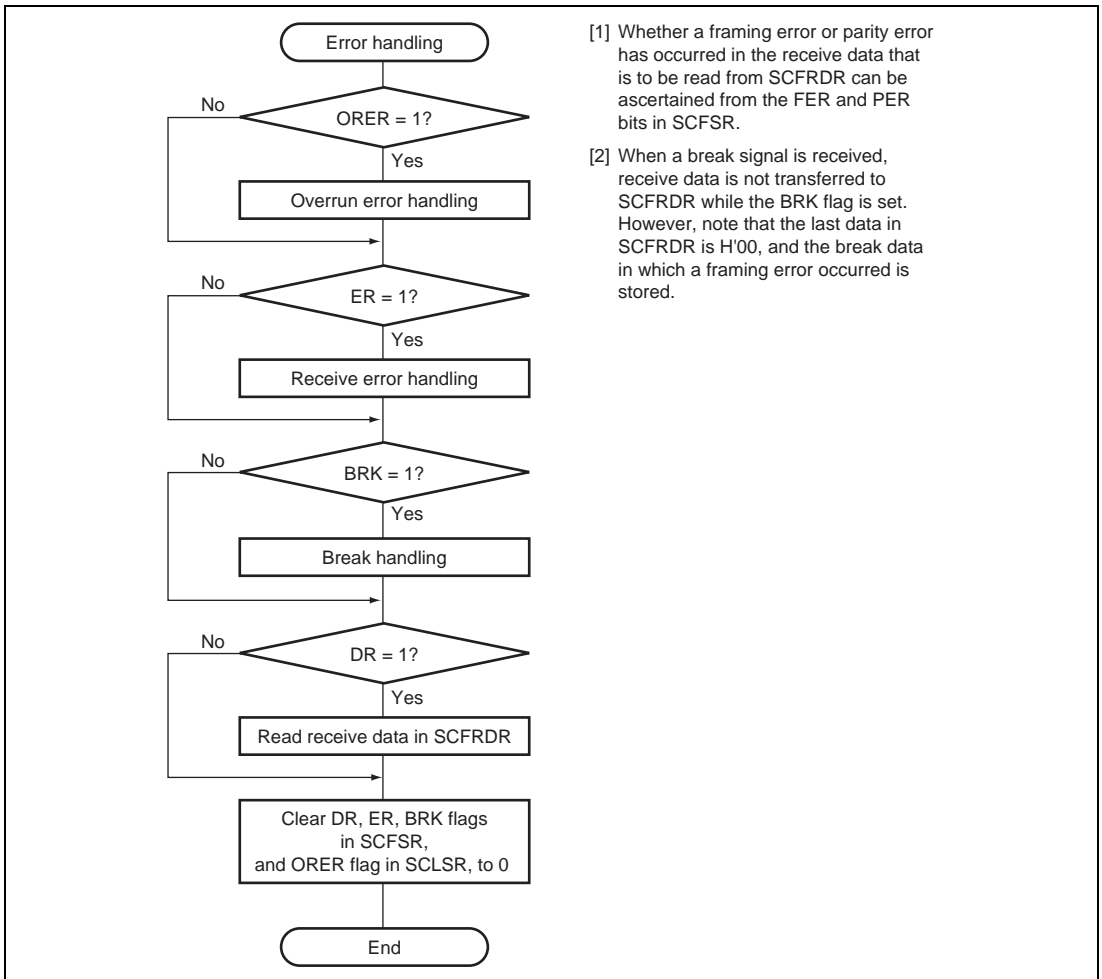 Error handling
No
ORER = 1?
Yes
Overrun error handling
No
ER = 1?
Yes
Receive error handling
No
BRK = 1?
Yes
Break handling
No
DR = 1?
Yes
Read receive data in SCFRDR
Clear DR, ER, BRK flags
in SCFSR,
and ORER flag in SCLSR, to 0
End
[1] Whether a framing error or parity error
has occurred in the receive data that
is to be read from SCFRDR can be
ascertained from the FER and PER
bits in SCFSR.
[2] When a break signal is received,
receive data is not transferred to
SCFRDR while the BRK flag is set.
However, note that the last data in
SCFRDR is H'00, and the break data
in which a framing error occurred is
stored.